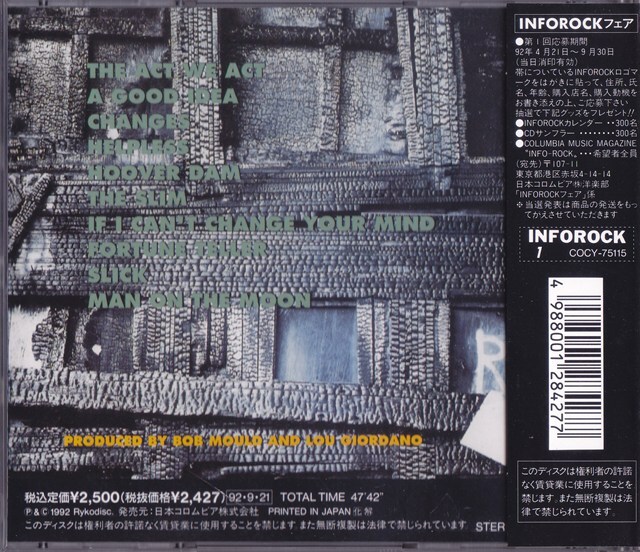 THE ACT WE ACT
A GOOD IDEA
CHANGES
HELPLESS
HOOVER DAM
THE SLIM
IF I CAN'T CHANGE YOUR MIND
FORTUNE TELLER
SLICK
MAN ON THE MOON
PRODUCED BY BOB MOULD AND LOU GIORDANO
税込定価¥2,500(税抜価格¥2,427) 92・9・21 TOTAL TIME 47'42"
Ⓟ & © 1992 Rykodisc. 発売元:日本コロムビア株式会社 PRINTED IN JAPAN
このディスクは権利者の許諾なく賃貸業に使用することを禁じます。また無断複製は法律で禁じられています。
STER
INFOROCKフェア
●第1回応募期間
92年4月21日〜9月30日
(当日消印有効)
帯についているINFOROCKロゴマ
ークをはがきに貼って、住所、氏
名、年齢、購入店名、購入動機を
お書き添えの上、ご応募下さい
抽選で下記グッズをプレゼント!!
●INFOROCKカレンダー‥300名
●CDサンプラー‥‥‥‥300名
●COLUMBIA MUSIC MAGAZINE
"INFO-ROCK"‥‥希望者全員
(宛先)〒107-11
東京都港区赤坂4-14-14
日本コロムビア㈱洋楽部
「INFOROCKフェア」係
※当選発表は商品の発送をもっ
てかえさせていただきます
INFOROCK
1 COCY-75115
4 988001 284277
このディスクは権利者の許諾
なく賃貸業に使用することを禁
じます。また無断複製は法
律で禁じられています。
R